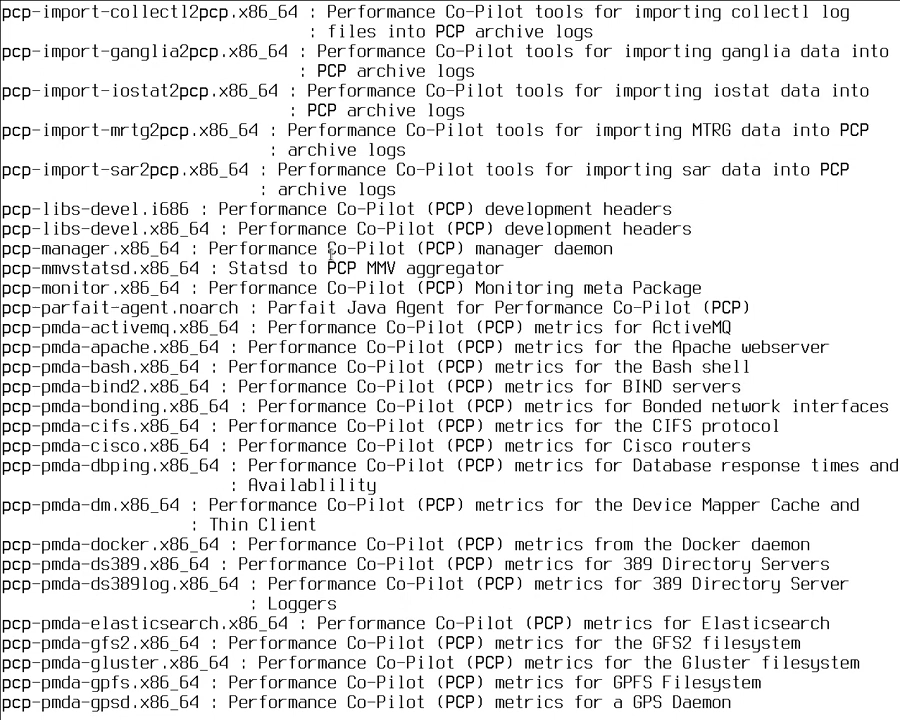 pcp-import-collectl2pcp.x86_64 : Performance Co-Pilot tools for importing collectl log
: files into PCP archive logs
pcp-import-ganglia2pcp.x86_64 : Performance Co-Pilot tools for importing ganglia data into
: PCP archive logs
pcp-import-iostat2pcp.x86_64 : Performance Co-Pilot tools for importing iostat data into
: PCP archive logs
pcp-import-mrtg2pcp.x86_64 : Performance Co-Pilot tools for importing MTRG data into PCP
: archive logs
pcp-import-sar2pcp.x86_64 : Performance Co-Pilot tools for importing sar data into PCP
: archive logs
pcp-libs-devel.i686 : Performance Co-Pilot (PCP) development headers
pcp-libs-devel.x86_64 : Performance Co-Pilot (PCP) development headers
pcp-manager.x86_64 : Performance Co-Pilot (PCP) manager daemon
pcp-mmvstatsd.x86_64 : Statsd to PCP MMV aggregator
pcp-monitor.x86_64 : Performance Co-Pilot (PCP) Monitoring meta Package
pcp-parfait-agent.noarch : Parfait Java Agent for Performance Co-Pilot (PCP)
pcp-pmda-activemq.x86_64 : Performance Co-Pilot (PCP) metrics for ActiveMQ
pcp-pmda-apache.x86_64 : Performance Co-Pilot (PCP) metrics for the Apache webserver
pcp-pmda-bash.x86_64 : Performance Co-Pilot (PCP) metrics for the Bash shell
pcp-pmda-bind2.x86_64 : Performance Co-Pilot (PCP) metrics for BIND servers
pcp-pmda-bonding.x86_64 : Performance Co-Pilot (PCP) metrics for Bonded network interfaces
pcp-pmda-cifs.x86_64 : Performance Co-Pilot (PCP) metrics for the CIFS protocol
pcp-pmda-cisco.x86_64 : Performance Co-Pilot (PCP) metrics for Cisco routers
pcp-pmda-dbping.x86_64 : Performance Co-Pilot (PCP) metrics for Database response times and
: Availablility
pcp-pmda-dm.x86_64 : Performance Co-Pilot (PCP) metrics for the Device Mapper Cache and
: Thin Client
pcp-pmda-docker.x86_64 : Performance Co-Pilot (PCP) metrics from the Docker daemon
pcp-pmda-ds389.x86_64 : Performance Co-Pilot (PCP) metrics for 389 Directory Servers
pcp-pmda-ds389log.x86_64 : Performance Co-Pilot (PCP) metrics for 389 Directory Server
: Loggers
pcp-pmda-elasticsearch.x86_64 : Performance Co-Pilot (PCP) metrics for Elasticsearch
pcp-pmda-gfs2.x86_64 : Performance Co-Pilot (PCP) metrics for the GFS2 filesystem
pcp-pmda-gluster.x86_64 : Performance Co-Pilot (PCP) metrics for the Gluster filesystem
pcp-pmda-gpfs.x86_64 : Performance Co-Pilot (PCP) metrics for GPFS Filesystem
pcp-pmda-gpsd.x86_64 : Performance Co-Pilot (PCP) metrics for a GPS Daemon